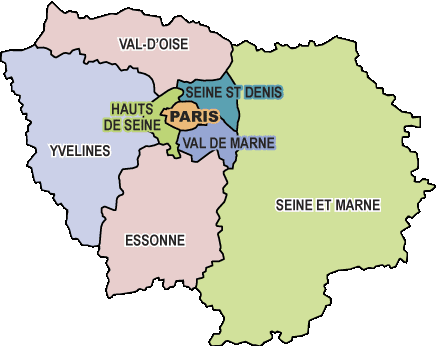 VAL-D'OISE
SEINE ST DENIS
HAUTS
DE SEINE
PARIS
YVELINES
VAL DE MARNE
SEINE ET MARNE
ESSONNE